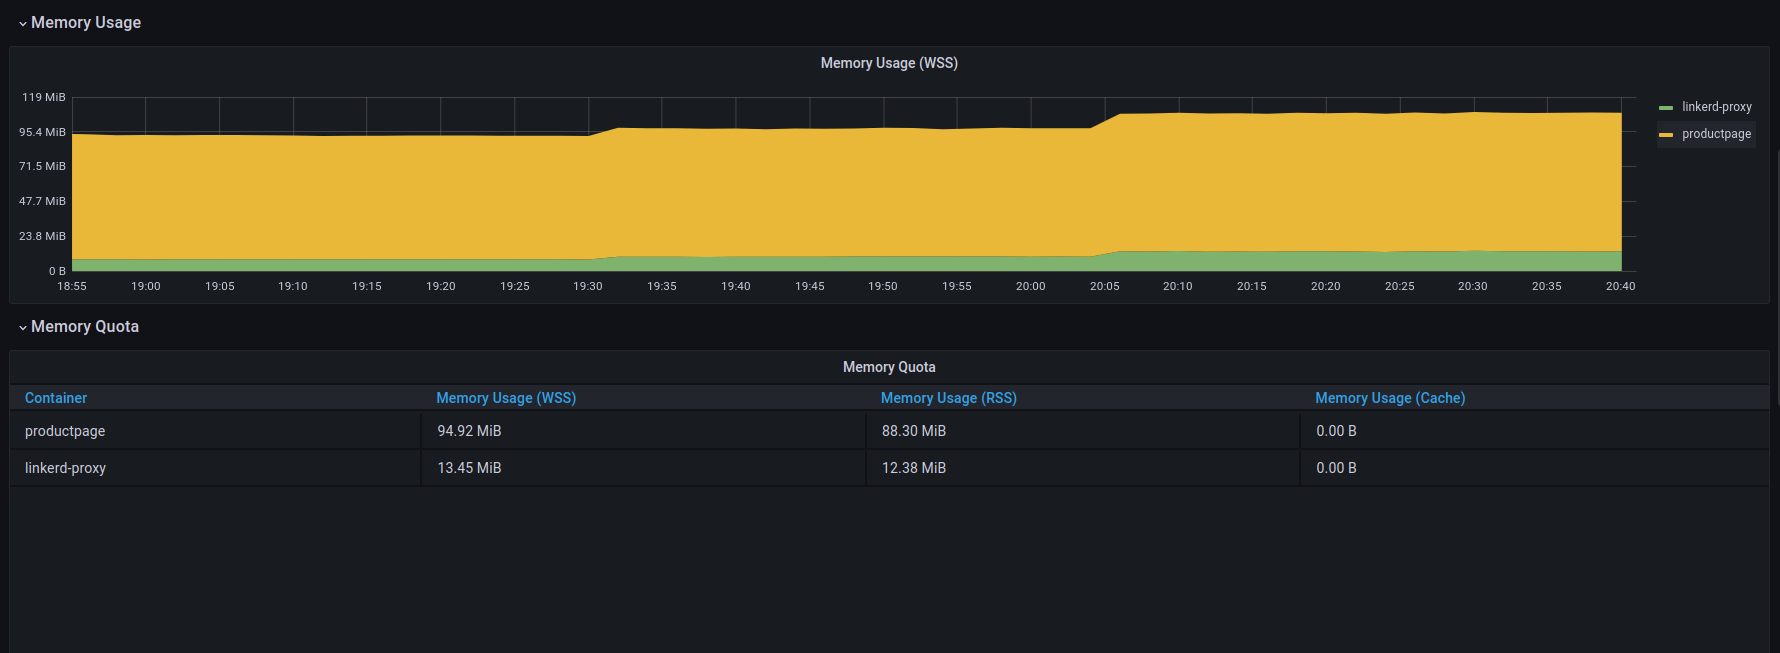 Memory Usage
Memory Usage (WSS)
119 MiB
95.4 MiB
71.5 MiB
47.7 MiB
23.8 MiB
0 B
18:55 19:00 19:05 19:10 19:15 19:20 19:25 19:30 19:35 19:40 19:45 19:50 19:55 20:00 20:05 20:10 20:15 20:20 20:25 20:30 20:35 20:40
linkerd-proxy
productpage
Memory Quota
Memory Quota
Container Memory Usage (WSS) Memory Usage (RSS) Memory Usage (Cache)
productpage 94.92 MiB 88.30 MiB 0.00 B
linkerd-proxy 13.45 MiB 12.38 MiB 0.00 B